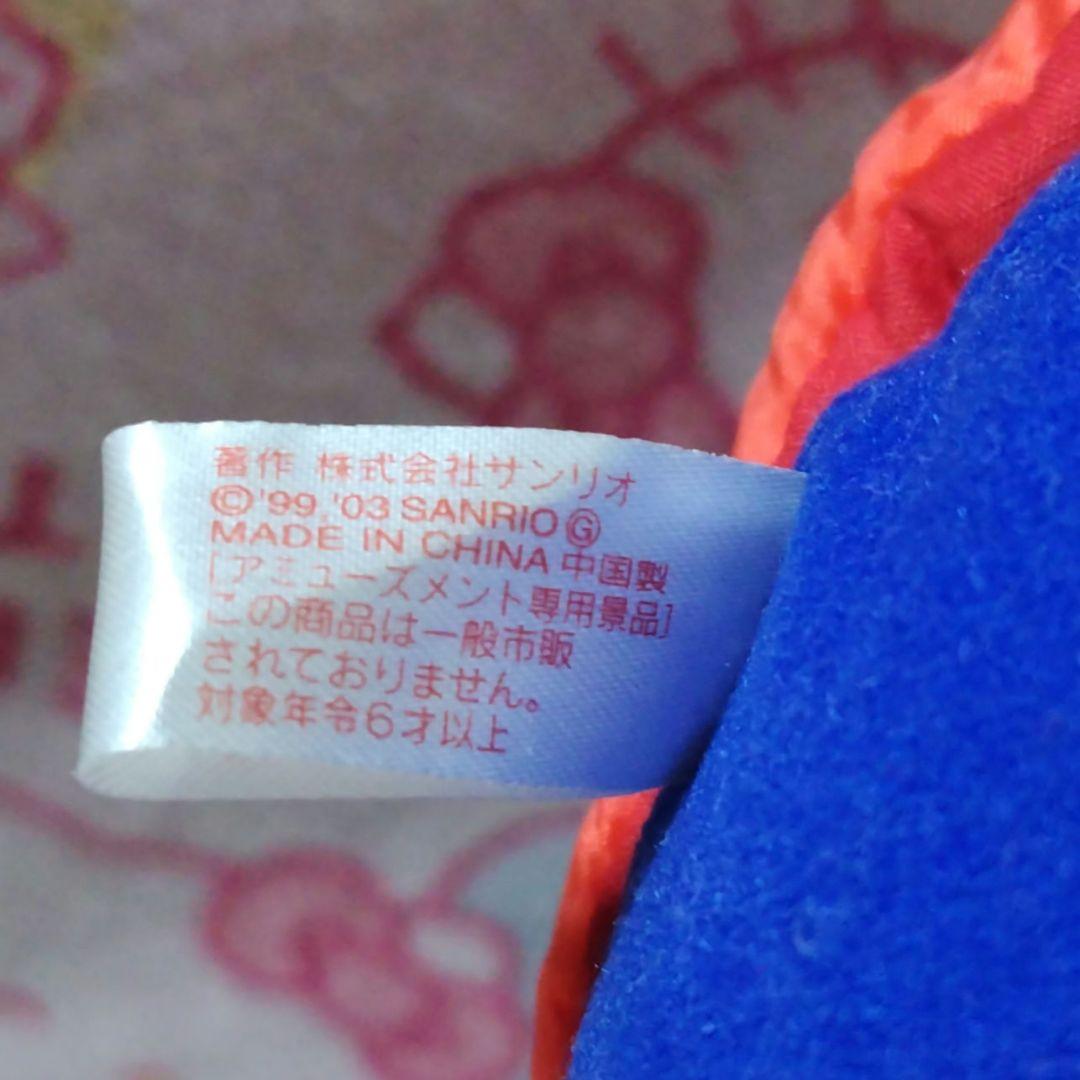 著作 株式会社サンリオ
©'99,'03 SANRIO Ⓖ
MADE IN CHINA 中国製
[アミューズメント専用景品]
この商品は一般市販
されておりません。
対象年令6才以上